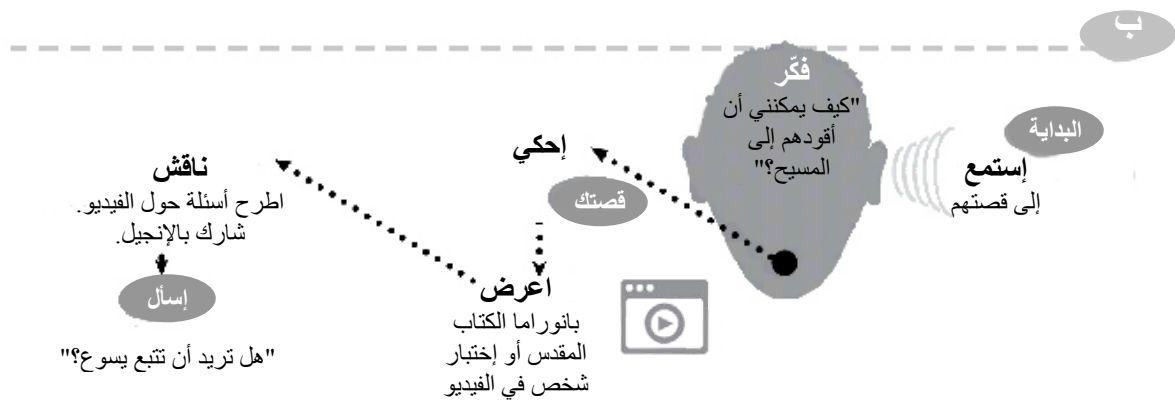 ب
البداية
إستمع
إلى قصتهم
فكّر
"كيف يمكنني أن
أقودهم إلى
المسيح؟"
إحكي
قصتك
اعرض
بانوراما الكتاب
المقدس أو إختبار
شخص في الفيديو
ناقش
اطرح أسئلة حول الفيديو.
شارك بالإنجيل.
إسأل
"هل تريد أن تتبع يسوع؟"